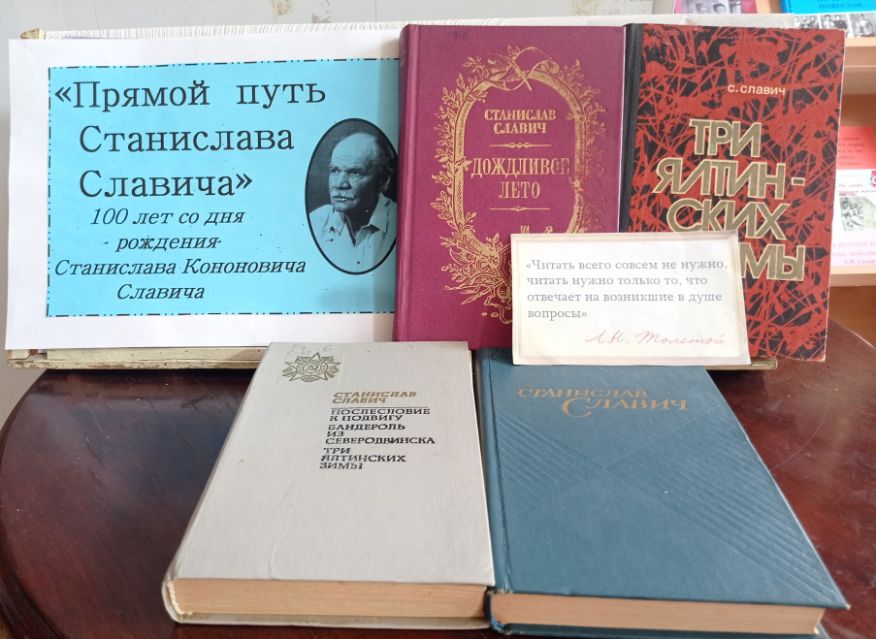 «Прямой путь
Станислава
Славича»
100 лет со дня
рождения
Станислава Кононовича
Славича
СТАНИСЛАВ
СЛАВИЧ
ДОЖДЛИВОЕ
ЛЕТО
С. СЛАВИЧ
ТРИ
ЯЛТИН-
СКИХ
ЗИМЫ
«Читать всего совсем не нужно,
читать нужно только то, что
отвечает на возникшие в душе
вопросы»
Л.Н. Толстой
СТАНИСЛАВ
СЛАВИЧ
ПОСЛЕСЛОВИЕ
К ПОДВИГУ
БАНДЕРОЛЬ
ИЗ
СЕВЕРОДВИНСКА
ТРИ
ЯЛТИНСКИХ
ЗИМЫ
СТАНИСЛАВ
СЛАВИЧ